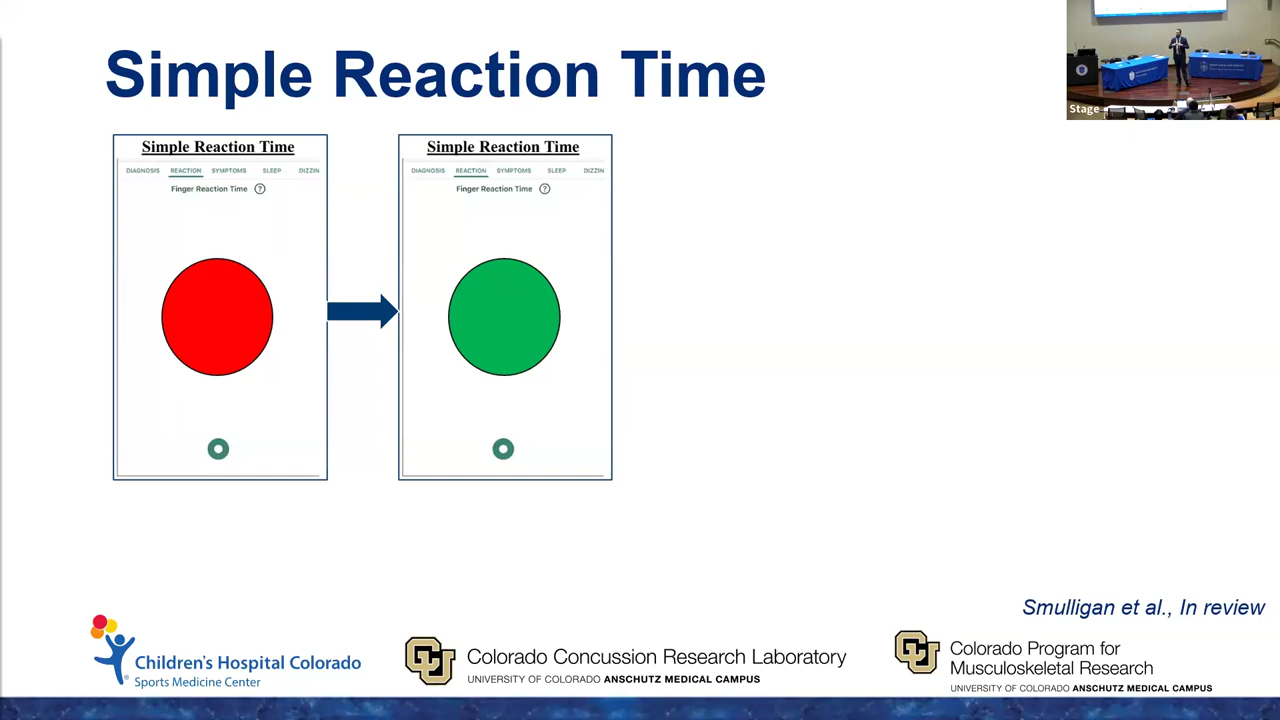 Simple Reaction Time
Stage
Simple Reaction Time
DIAGNOSIS REACTION SYMPTOMS SLEEP DIZZIN
Finger Reaction Time ?
Simple Reaction Time
DIAGNOSIS REACTION SYMPTOMS SLEEP DIZZIN
Finger Reaction Time ?
Smulligan et al., In review
Children's Hospital Colorado
Sports Medicine Center
CU
Colorado Concussion Research Laboratory
UNIVERSITY OF COLORADO ANSCHUTZ MEDICAL CAMPUS
CU
Colorado Program for
Musculoskeletal Research
UNIVERSITY OF COLORADO ANSCHUTZ MEDICAL CAMPUS